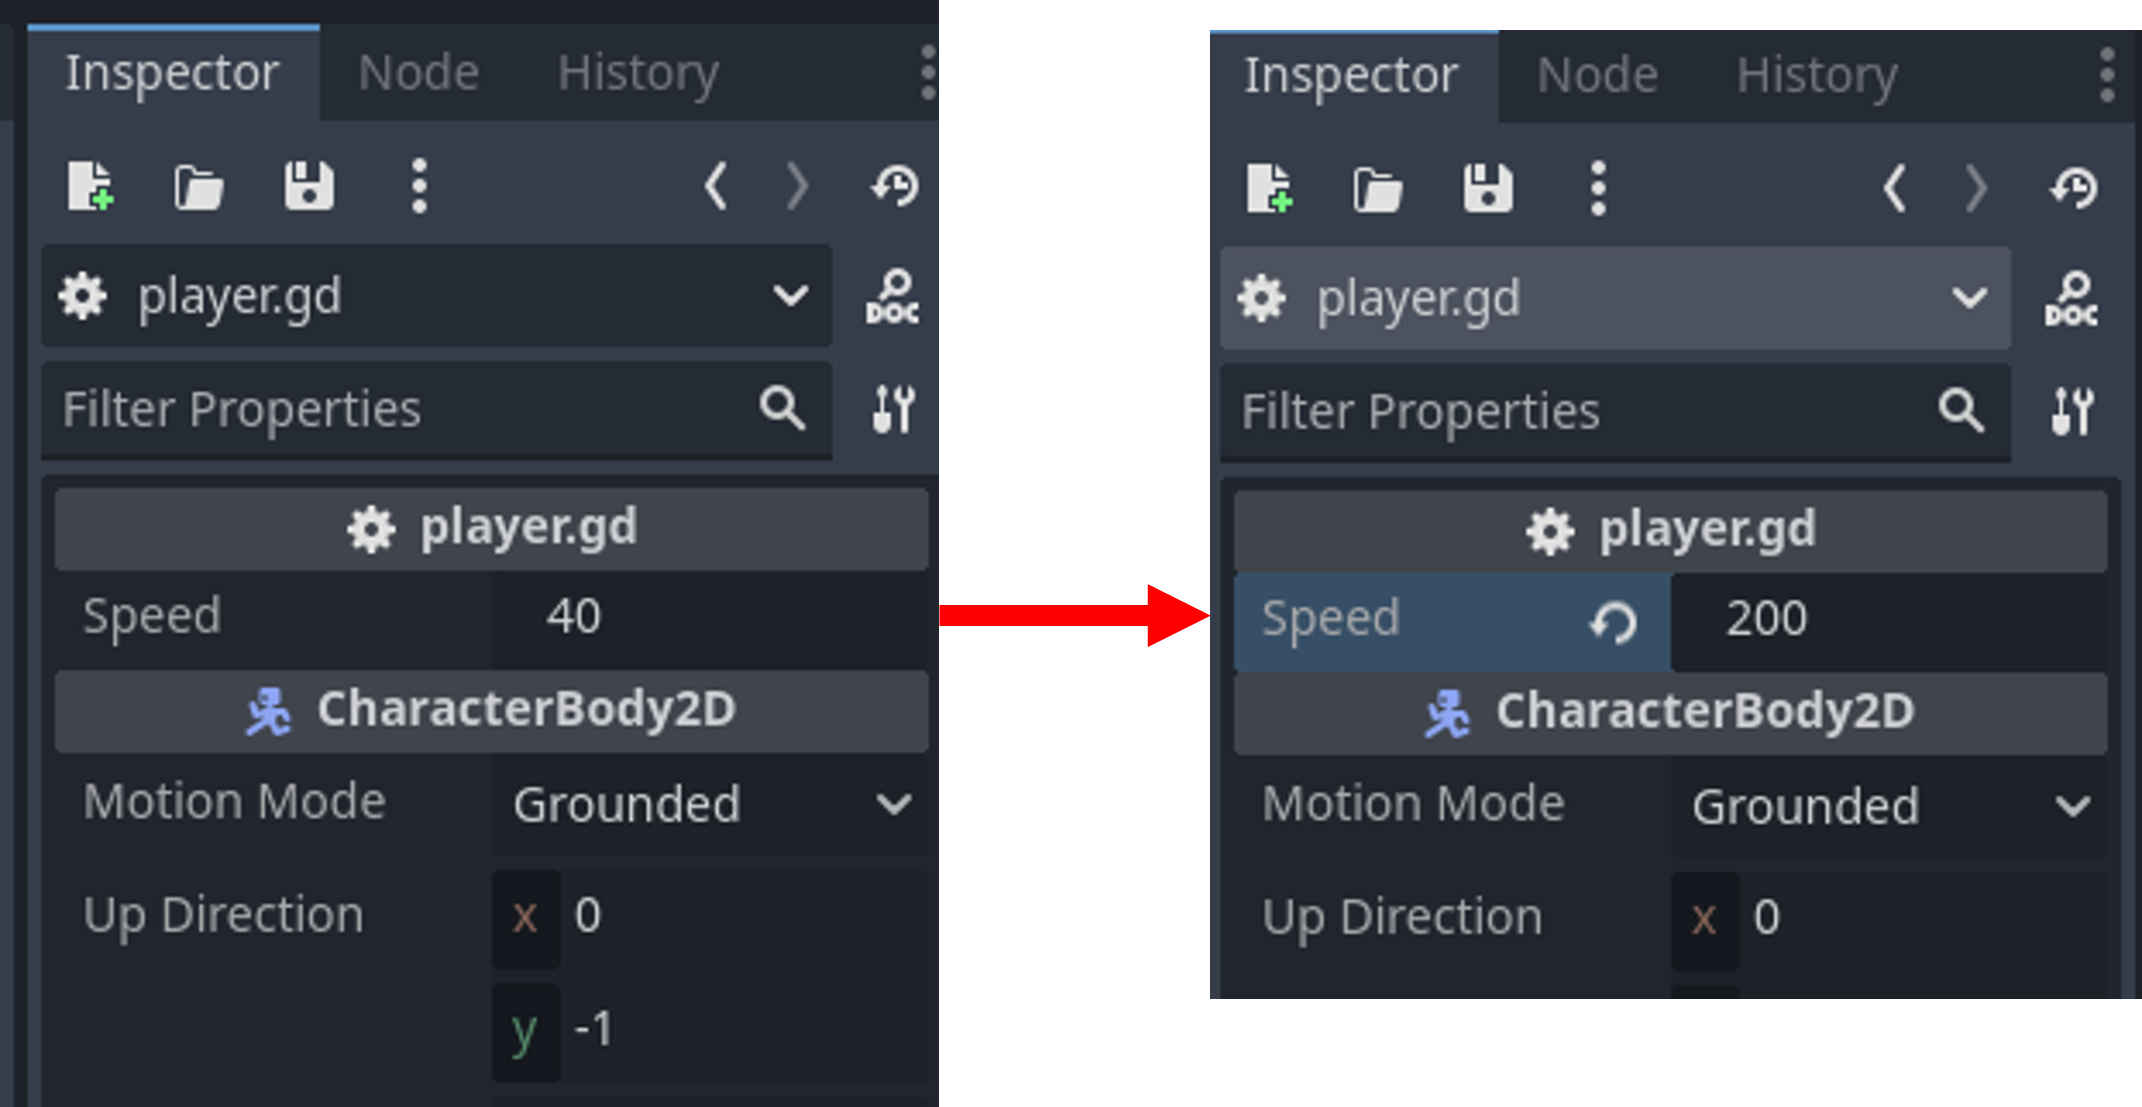 Inspector Node History
player.gd
DOC
Filter Properties
player.gd
Speed 40
CharacterBody2D
Motion Mode Grounded
Up Direction x 0
y -1
Inspector Node History
player.gd
DOC
Filter Properties
player.gd
Speed 200
CharacterBody2D
Motion Mode Grounded
Up Direction x 0